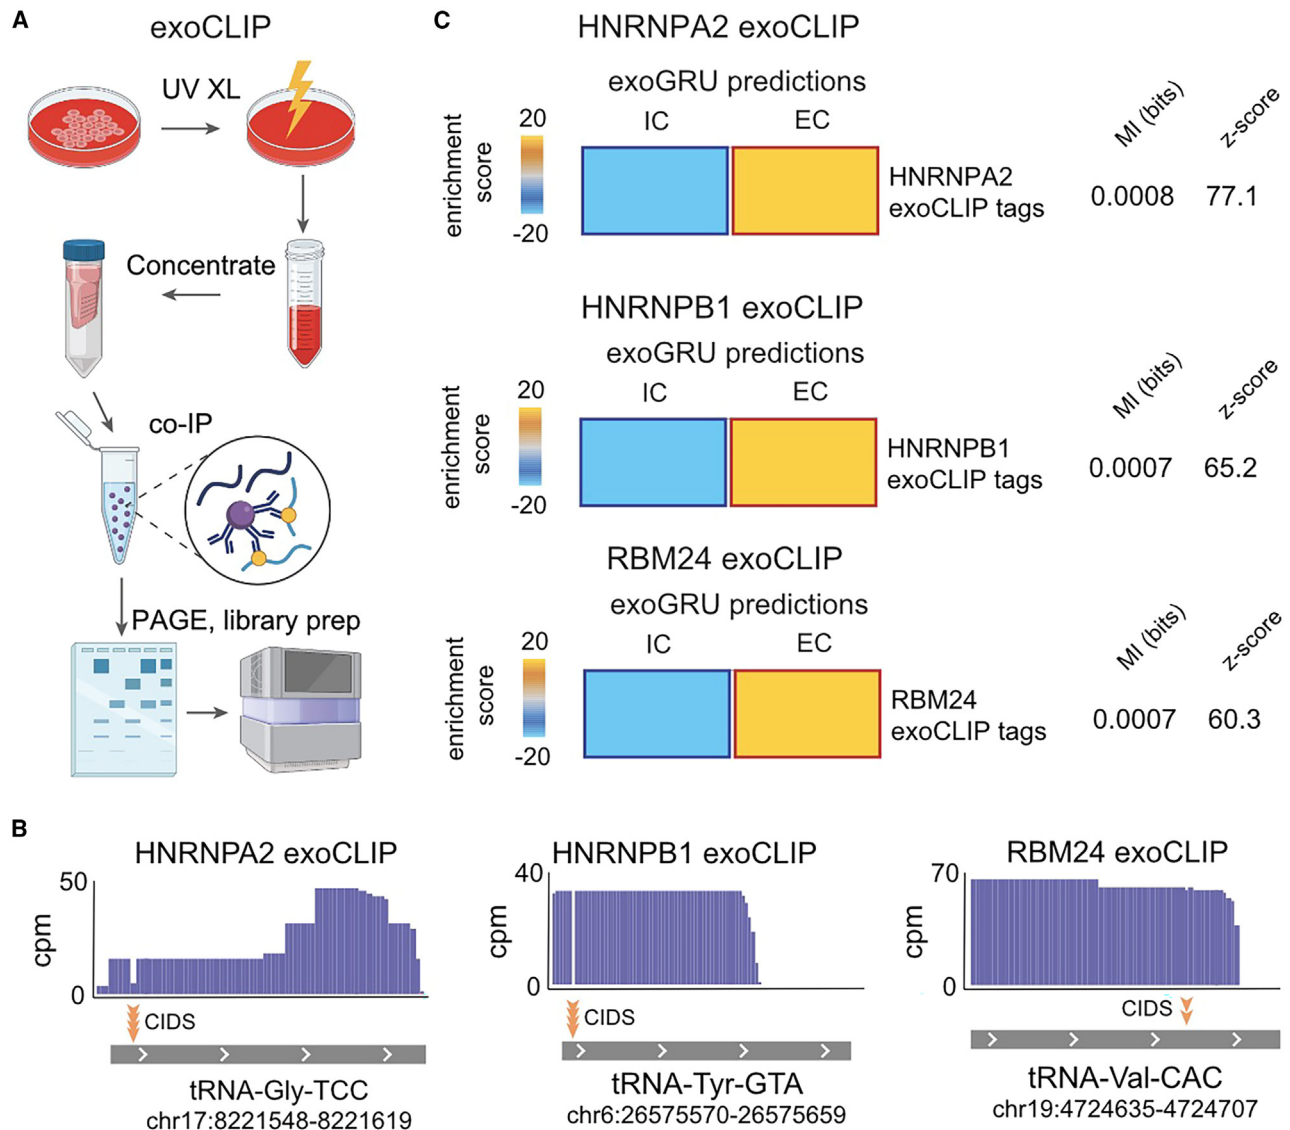 A
exoCLIP
UV XL
Concentrate
co-IP
PAGE, library prep
C
HNRNPA2 exoCLIP
exoGRU predictions
IC EC
enrichment
score
20
-20
HNRNPA2
exoCLIP tags
MI (bits)
z-score
0.0008 77.1
HNRNPB1 exoCLIP
exoGRU predictions
IC EC
enrichment
score
20
-20
HNRNPB1
exoCLIP tags
MI (bits)
z-score
0.0007 65.2
RBM24 exoCLIP
exoGRU predictions
IC EC
enrichment
score
20
-20
RBM24
exoCLIP tags
MI (bits)
z-score
0.0007 60.3
B
HNRNPA2 exoCLIP
50
cpm
0
CIDS
tRNA-Gly-TCC
chr17:8221548-8221619
HNRNPB1 exoCLIP
40
cpm
0
CIDS
tRNA-Tyr-GTA
chr6:26575570-26575659
RBM24 exoCLIP
70
cpm
0
CIDS
tRNA-Val-CAC
chr19:4724635-4724707